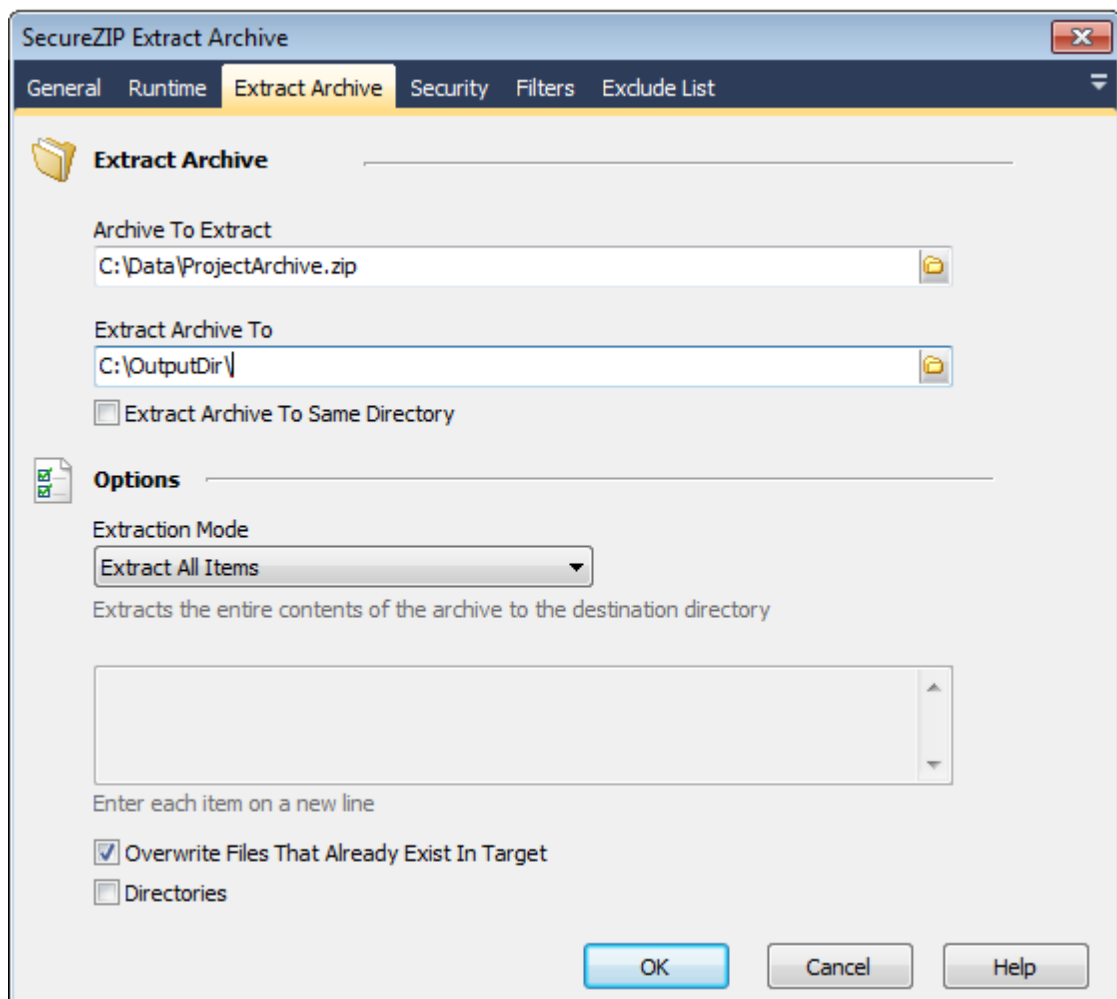 SecureZIP Extract Archive
General Runtime Extract Archive Security Filters Exclude List
Extract Archive
Archive To Extract
C:\Data\ProjectArchive.zip
Extract Archive To
C:\OutputDir\
Extract Archive To Same Directory
Options
Extraction Mode
Extract All Items
Extracts the entire contents of the archive to the destination directory
Enter each item on a new line
Overwrite Files That Already Exist In Target
Directories
OK Cancel Help